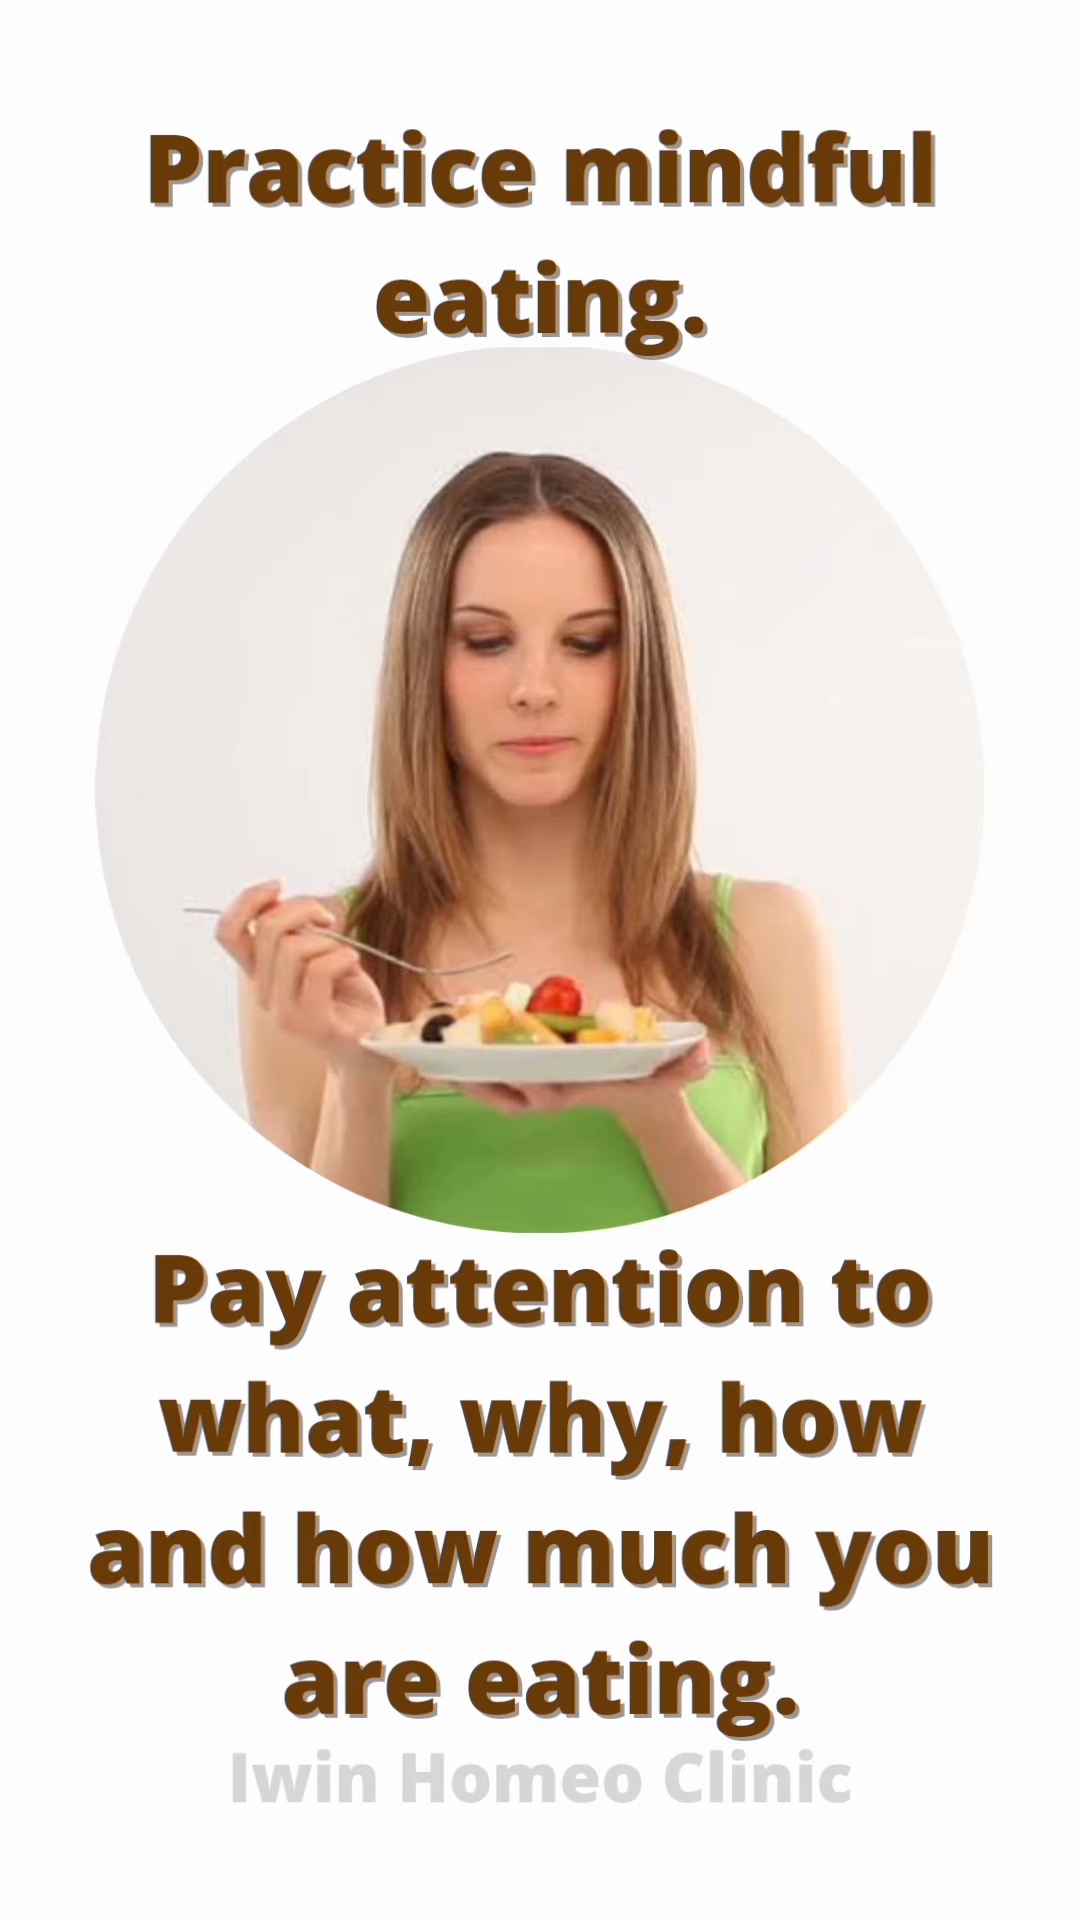 Practice mindful
eating.
Pay attention to
what, why, how
and how much you
are eating.
Iwin Homeo Clinic